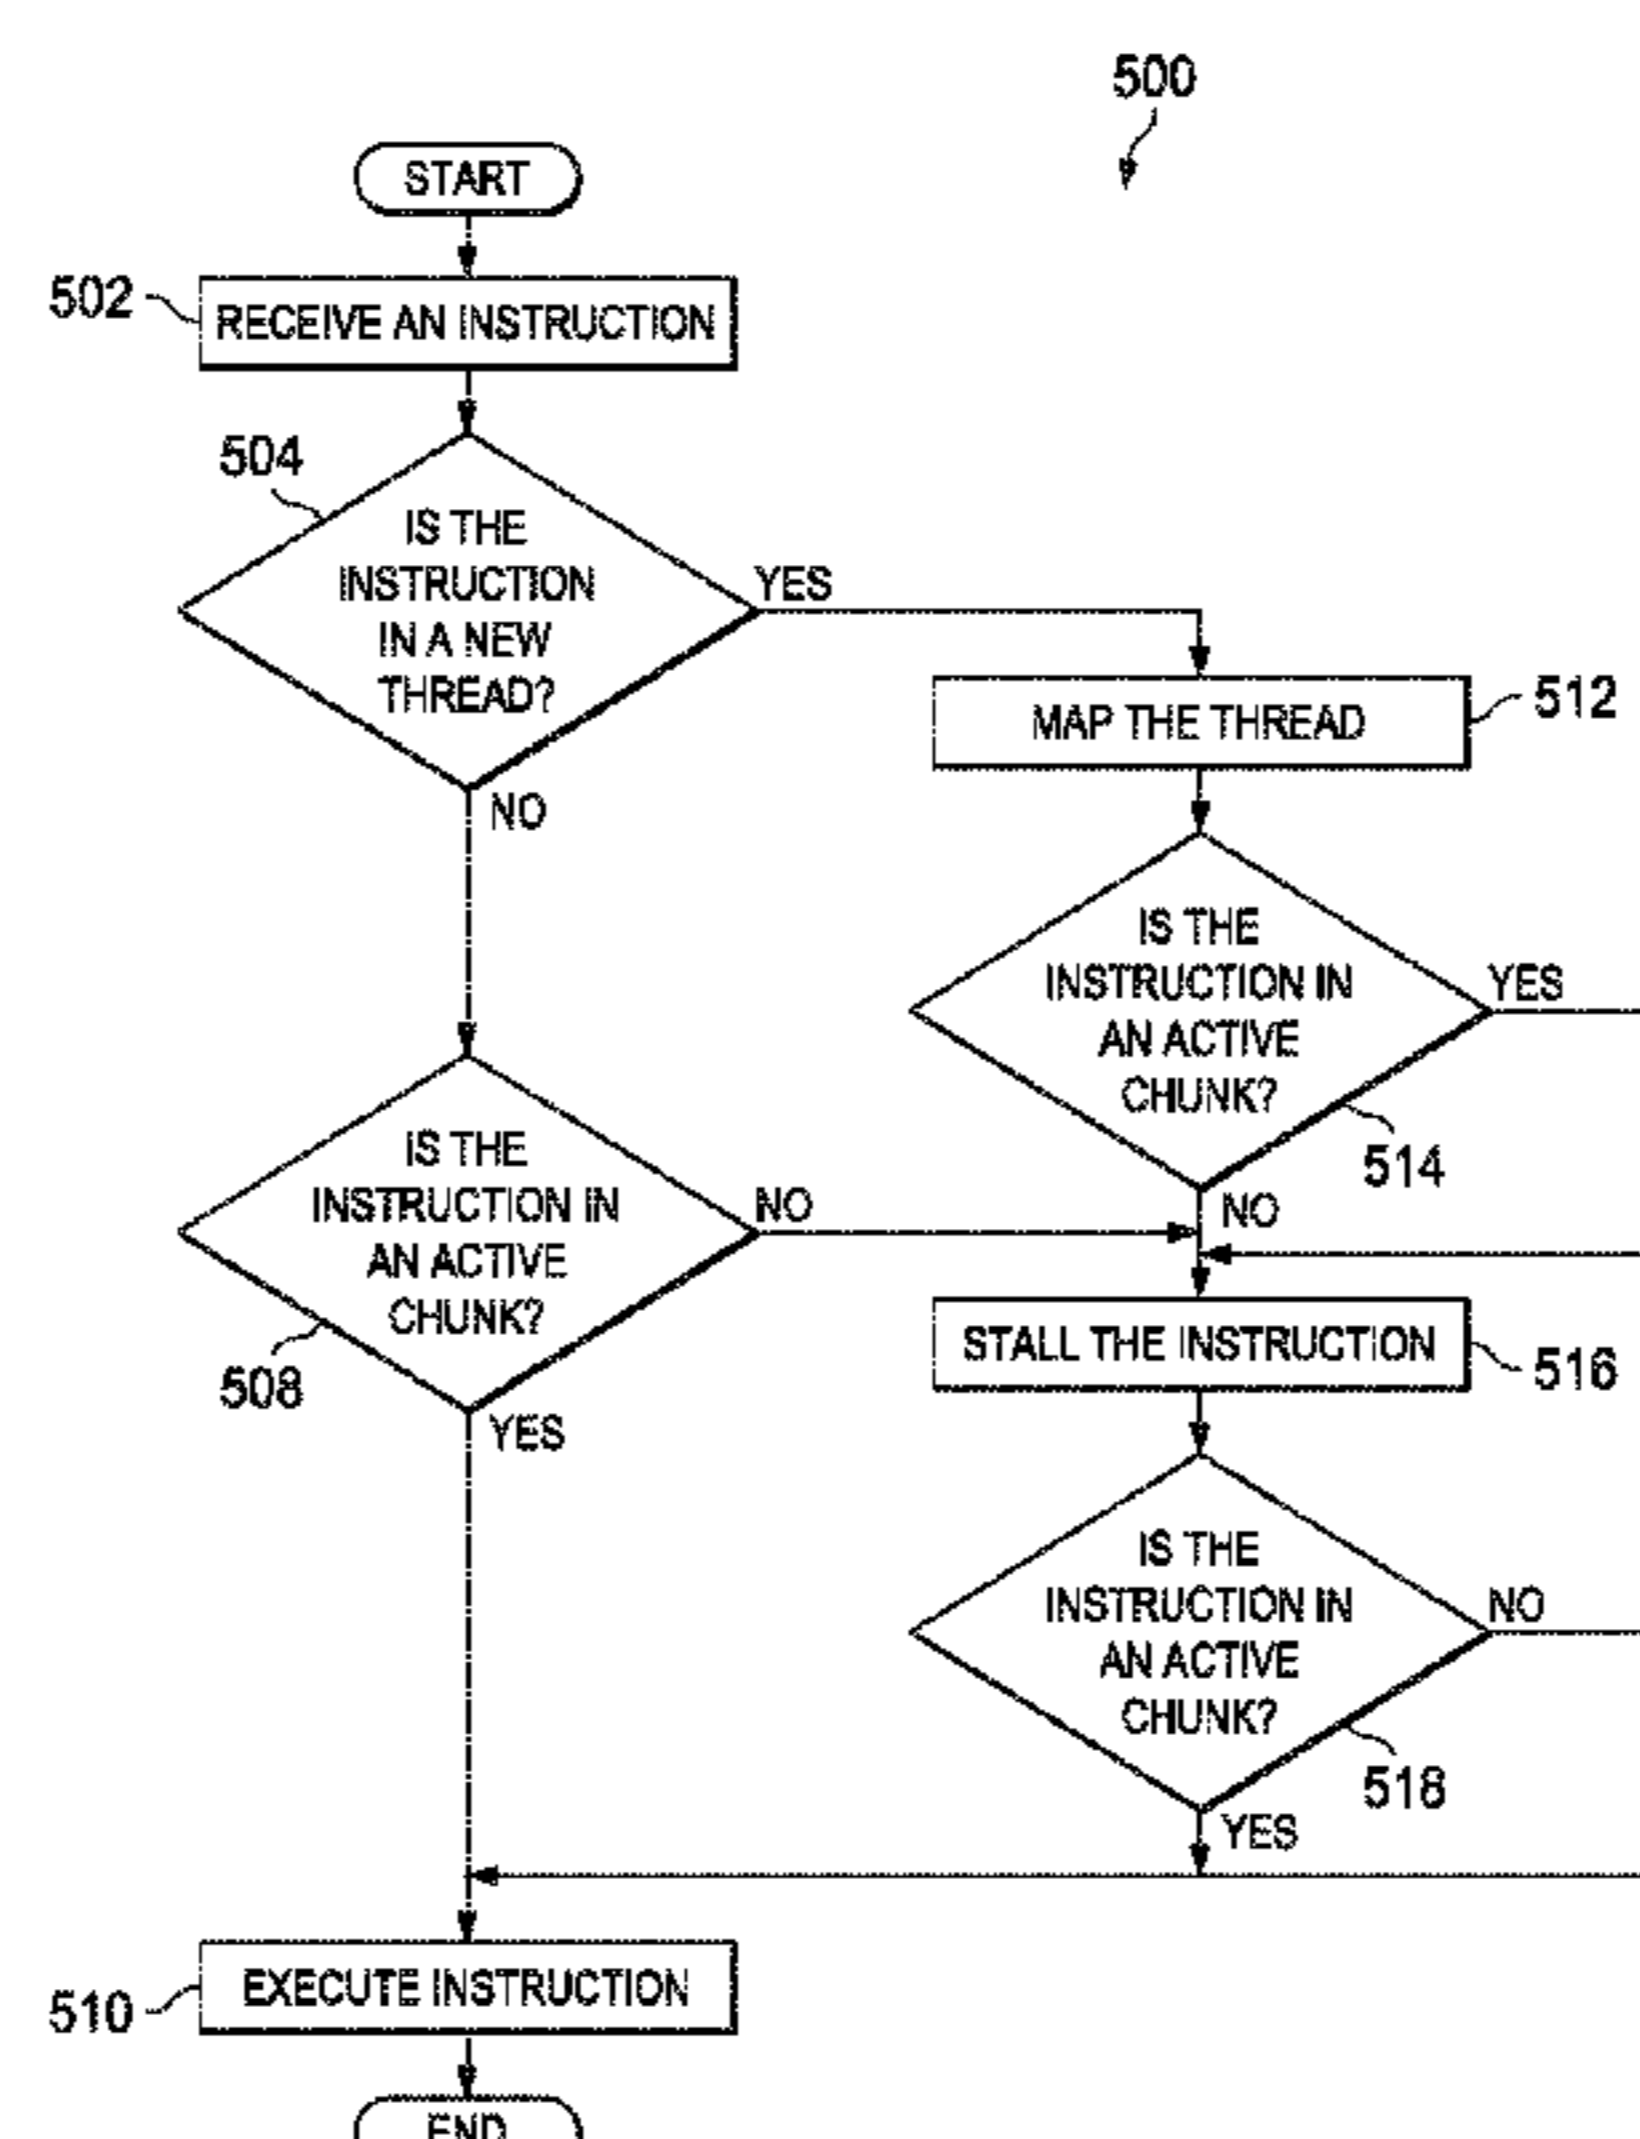 500
START
502
RECEIVE AN INSTRUCTION
504
IS THE
INSTRUCTION
IN A NEW
THREAD?
YES
NO
MAP THE THREAD
512
IS THE
INSTRUCTION IN
AN ACTIVE
CHUNK?
YES
514
NO
IS THE
INSTRUCTION IN
AN ACTIVE
CHUNK?
NO
508
YES
STALL THE INSTRUCTION
516
IS THE
INSTRUCTION IN
AN ACTIVE
CHUNK?
NO
518
YES
510
EXECUTE INSTRUCTION
END